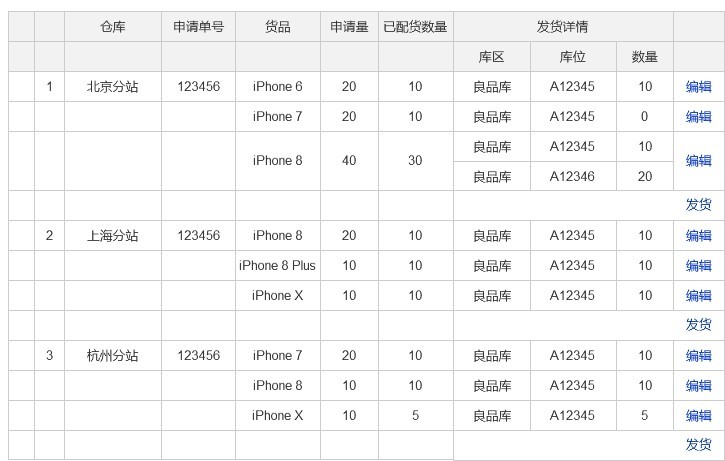 仓库 申请单号 货品 申请量 已配货数量 发货详情
库区 库位 数量
1 北京分站 123456 iPhone 6 20 10 良品库 A12345 10 编辑
iPhone 7 20 10 良品库 A12345 0 编辑
iPhone 8 40 30 良品库 A12345 10 编辑
良品库 A12346 20
发货
2 上海分站 123456 iPhone 8 20 10 良品库 A12345 10 编辑
iPhone 8 Plus 10 10 良品库 A12345 10 编辑
iPhone X 10 10 良品库 A12345 10 编辑
发货
3 杭州分站 123456 iPhone 7 20 10 良品库 A12345 10 编辑
iPhone 8 10 10 良品库 A12345 10 编辑
iPhone X 10 5 良品库 A12345 5 编辑
发货